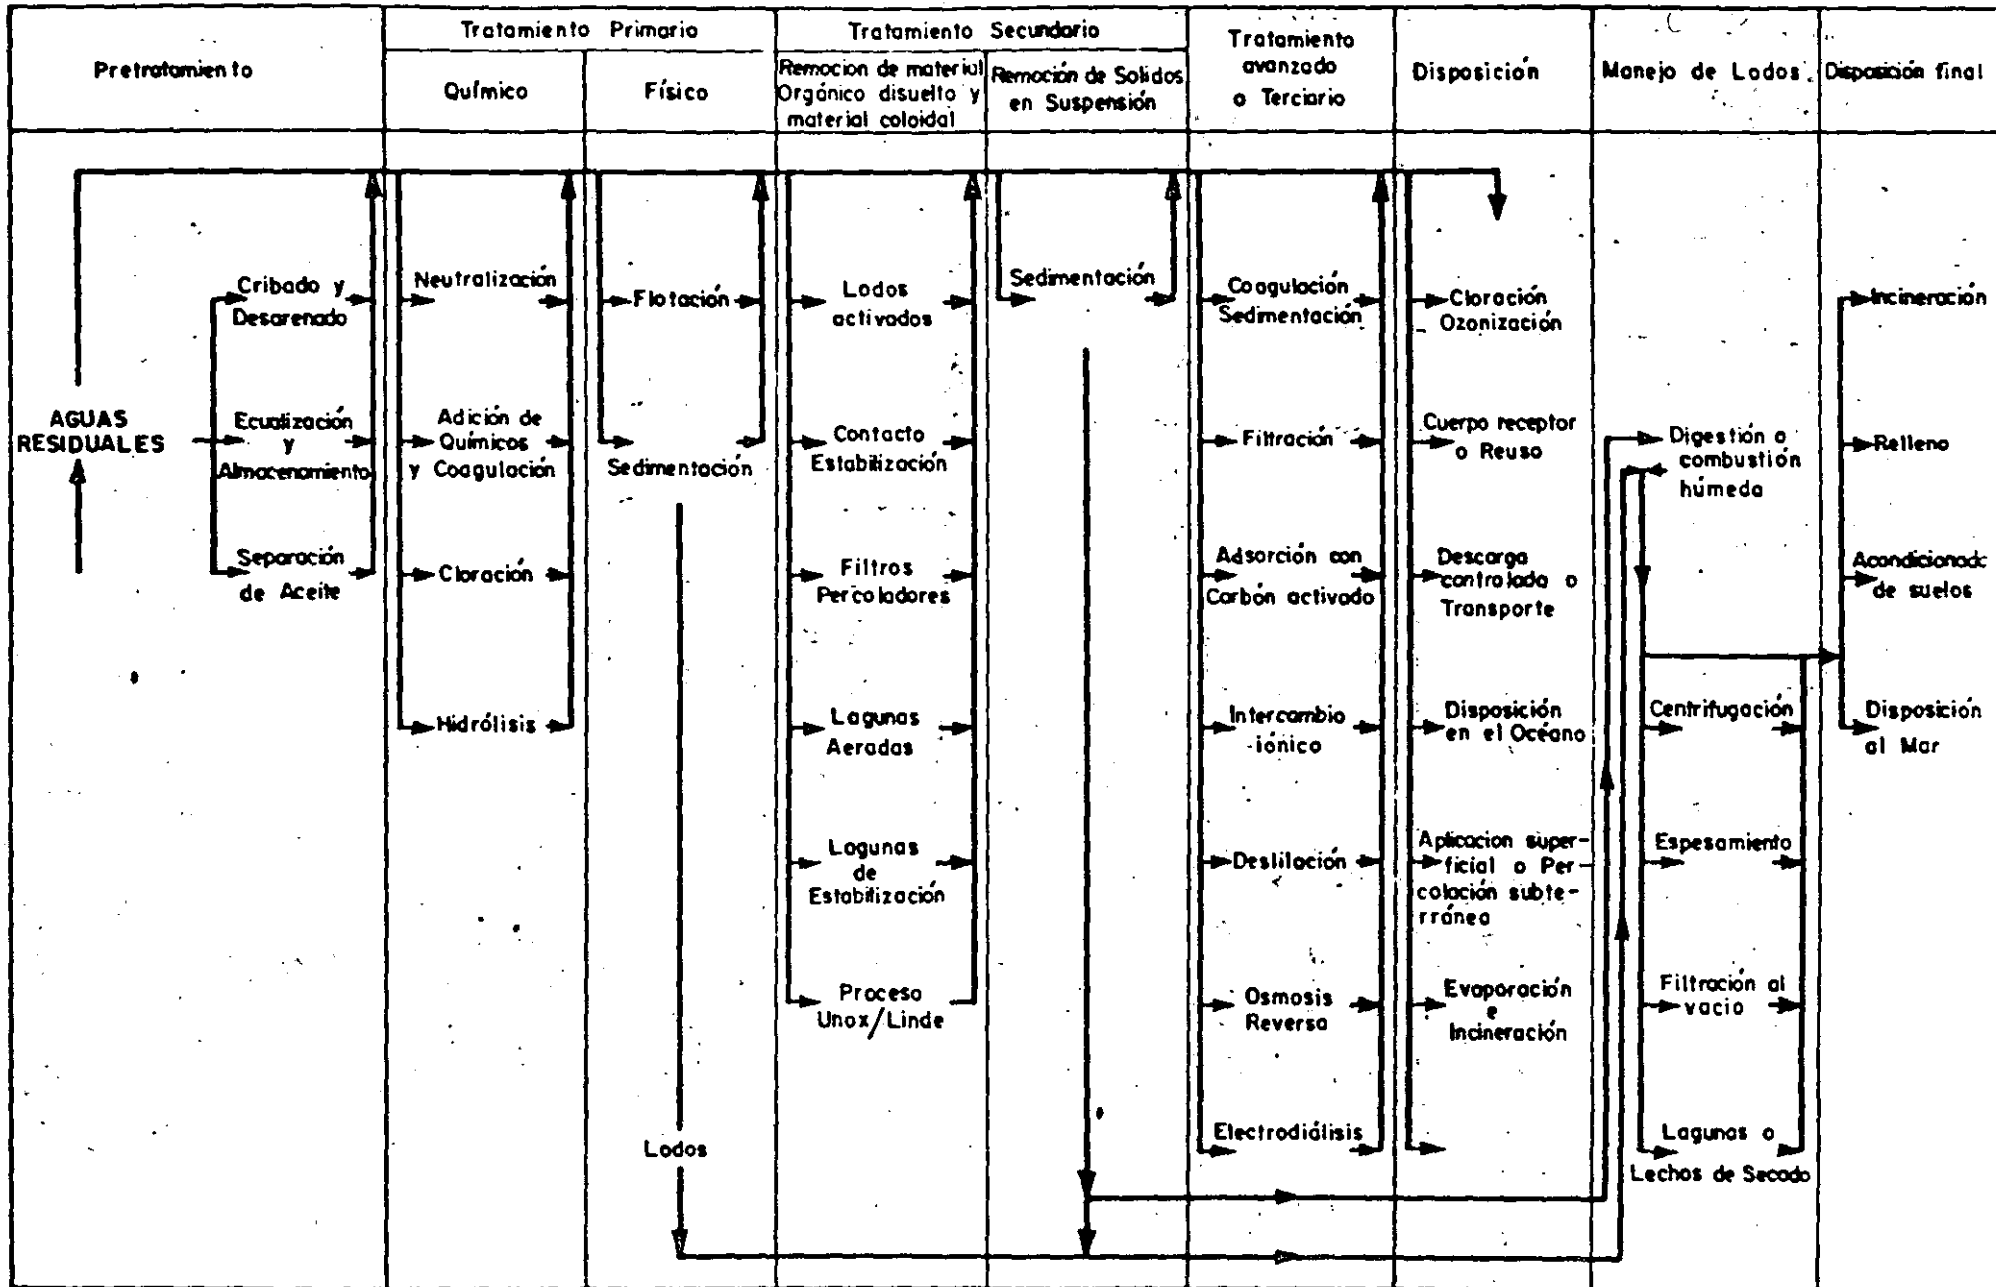 Pretratamiento
Tratamiento Primario
Químico
Físico
Tratamiento Secundario
Remocion de material
Orgánico disuelto y
material coloidal
Remoción de Solidos
en Suspensión
Tratamiento
avanzado
o Terciario
Disposición
Manejo de Lodos
Disposición final
AGUAS
RESIDUALES
Cribado y
Desarenado
Ecualización
y
Almacenamiento
Separación
de Aceite
Neutralización
Adición de
Químicos
y Coagulación
Cloración
Hidrólisis
Flotación
Sedimentación
Lodos
Lodos
activados
Contacto
Estabilización
Filtros
Percoladores
Lagunas
Aeradas
Lagunas
de
Estabilización
Proceso
Unox/Linde
Sedimentación
Coagulación
Sedimentación
Filtración
Adsorción con
Carbón activado
Intercambio
iónico
Destilación
Osmosis
Reversa
Electrodiálisis
Cloración
Ozonización
Cuerpo receptor
o Reuso
Descarga
controlada o
Transporte
Disposición
en el Océano
Aplicacion super-
ficial o Per-
colación subte-
rránea
Evaporación
e
Incineración
Digestión o
combustión
húmeda
Centrifugación
Espesamiento
Filtración al
vacio
Lagunas o
Lechos de Secado
Incineración
Relleno
Acondicionado
de suelos
Disposición
al Mar